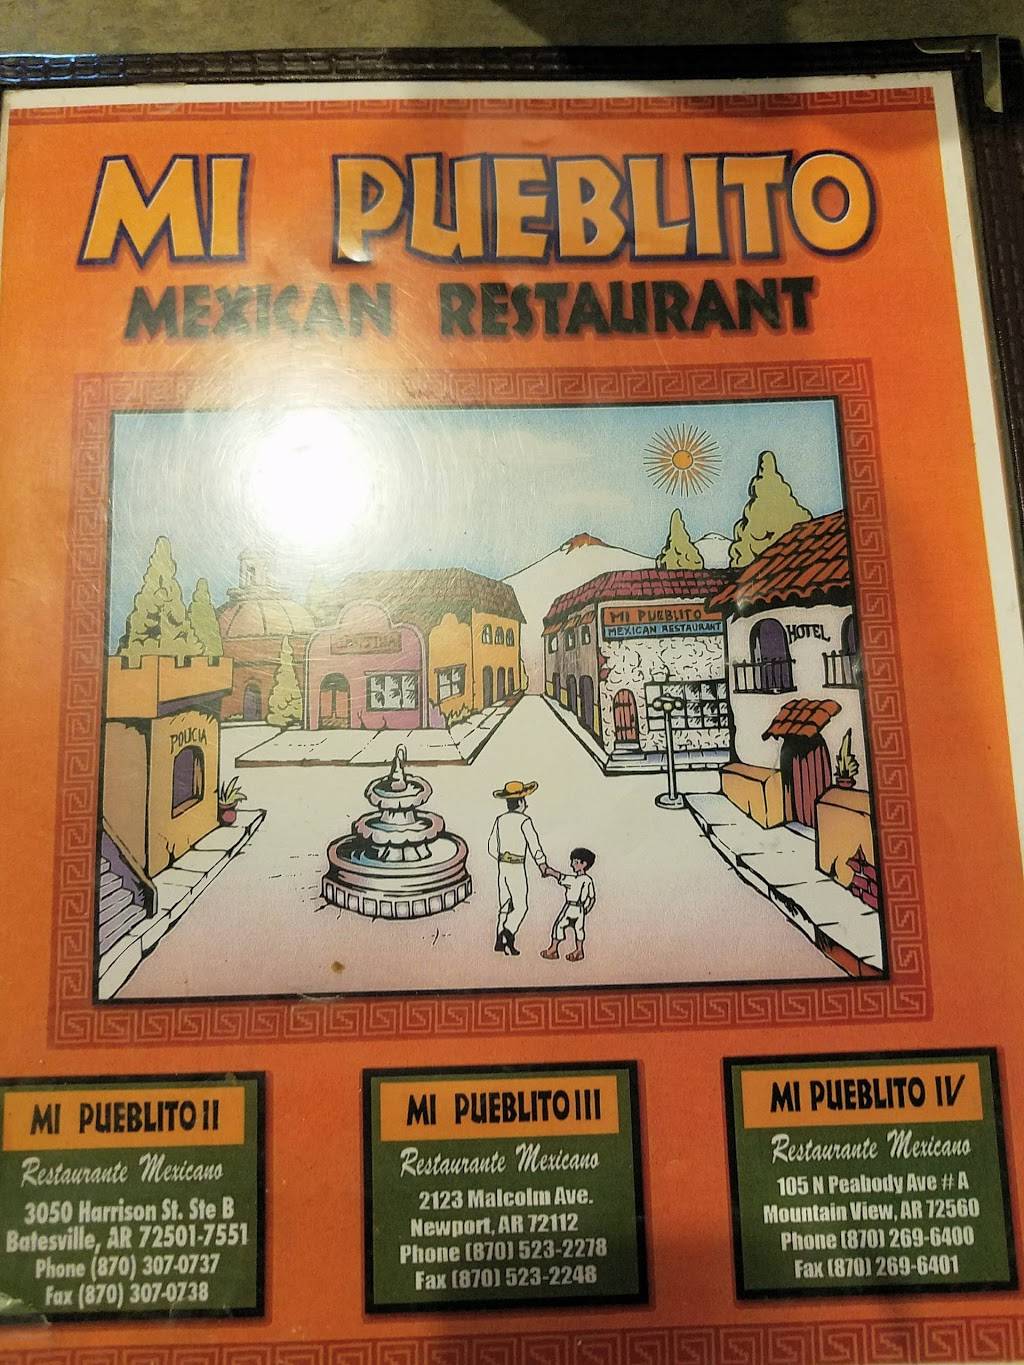 MI PUEBLITO
MEXICAN RESTAURANT
MI PUEBLITO
MEXICAN RESTAURANT
HOTEL
POLICIA
MI PUEBLITO II
Restaurante Mexicano
3050 Harrison St. Ste B
Batesville, AR 72501-7551
Phone (870) 307-0737
Fax (870) 307-0738
MI PUEBLITO III
Restaurante Mexicano
2123 Malcolm Ave.
Newport, AR 72112
Phone (870) 523-2278
Fax (870) 523-2248
MI PUEBLITO IV
Restaurante Mexicano
105 N Peabody Ave # A
Mountain View, AR 72560
Phone (870) 269-6400
Fax (870) 269-6401